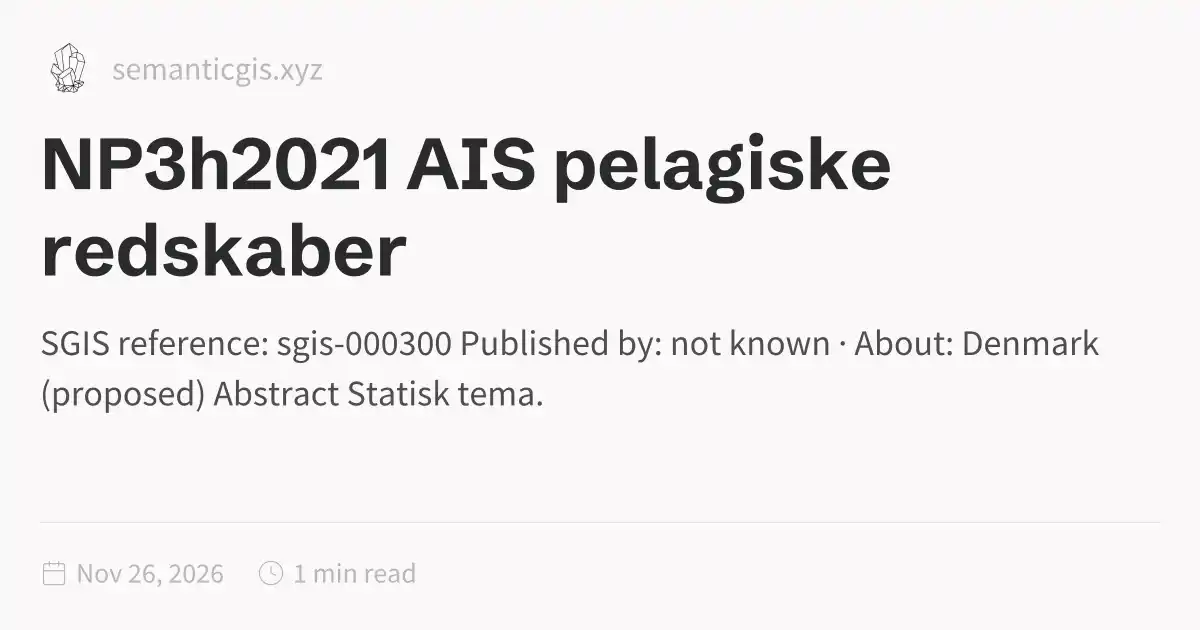 semanticgis.xyz
NP3h2021 AIS pelagiske
redskaber
SGIS reference: sgis-000300 Published by: not known · About: Denmark
(proposed) Abstract Statisk tema.
Nov 26, 2026 1 min read